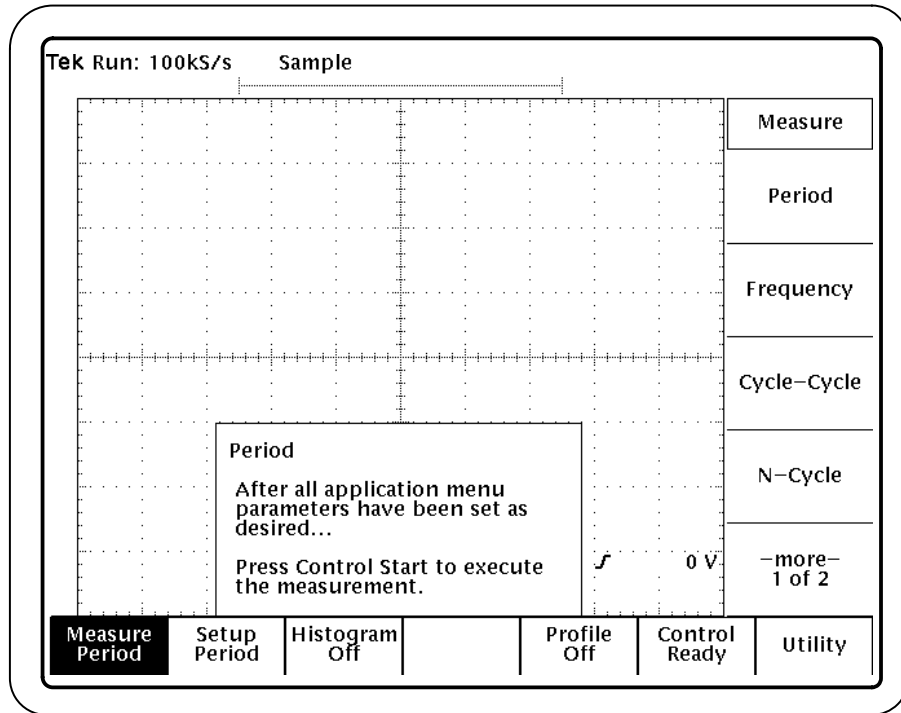 Tek Run: 100kS/s Sample
Measure
Period
Frequency
Cycle–Cycle
N–Cycle
–more–
1 of 2
Period
After all application menu
parameters have been set as
desired...
Press Control Start to execute
the measurement.
0 V
Measure
Period
Setup
Period
Histogram
Off
Profile
Off
Control
Ready
Utility